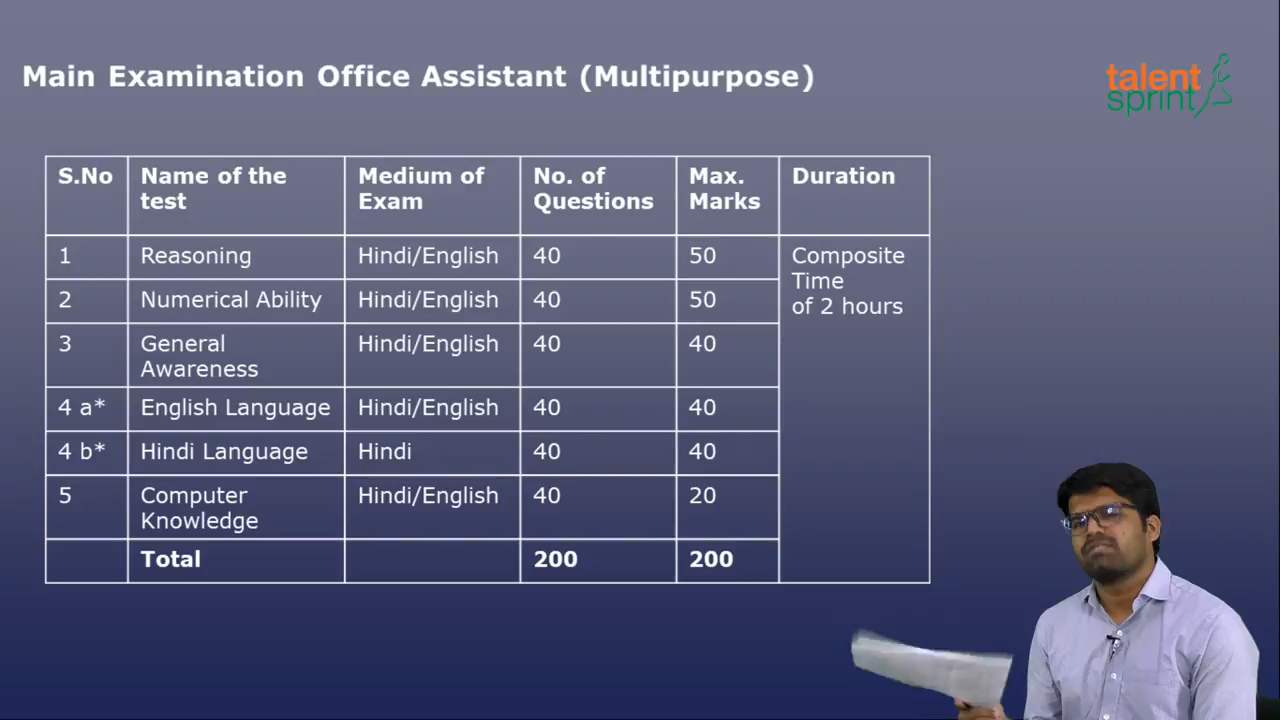 Main Examination Office Assistant (Multipurpose)
talent
sprint
S.No Name of the test Medium of Exam No. of Questions Max. Marks Duration
1 Reasoning Hindi/English 40 50 Composite Time of 2 hours
2 Numerical Ability Hindi/English 40 50
3 General Awareness Hindi/English 40 40
4 a* English Language Hindi/English 40 40
4 b* Hindi Language Hindi 40 40
5 Computer Knowledge Hindi/English 40 20
Total 200 200